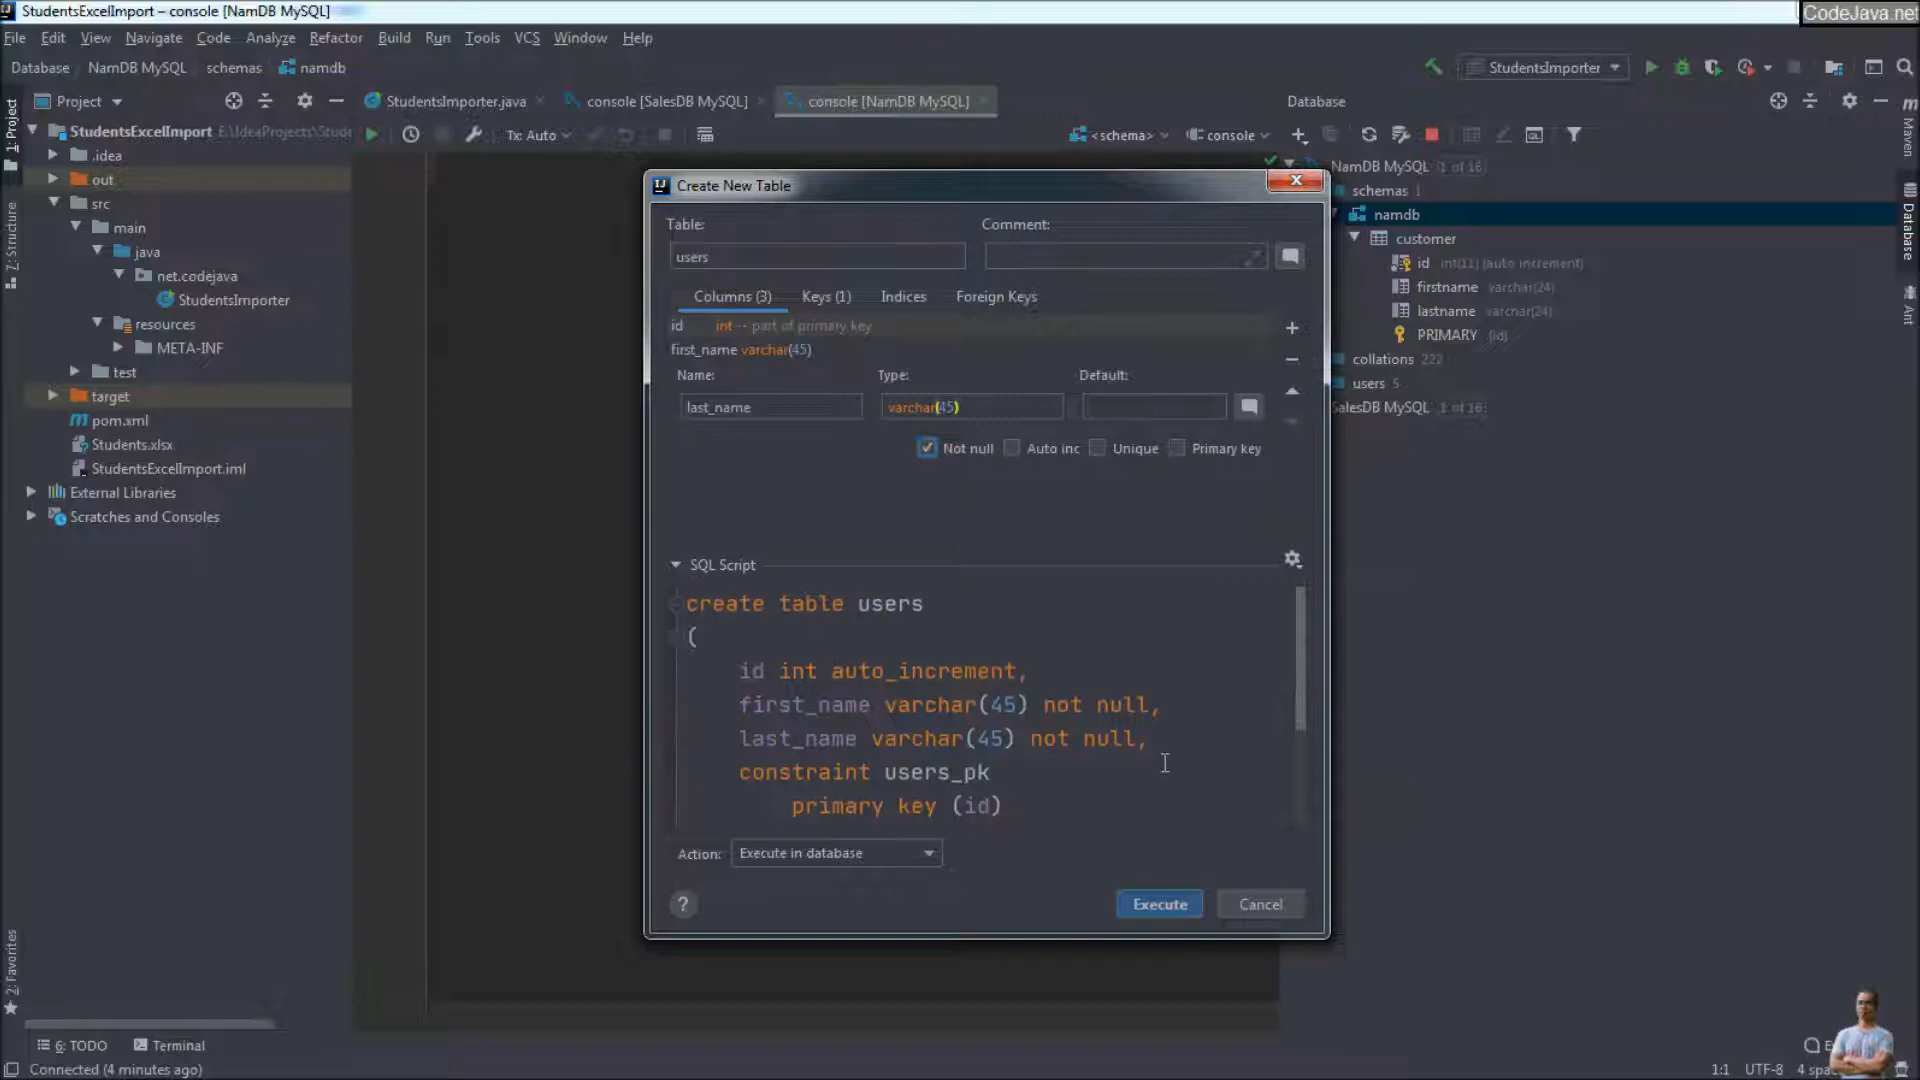 StudentsExcelImport – console [NamDB MySQL]
CodeJava.net
File Edit View Navigate Code Analyze Refactor Build Run Tools VCS Window Help
Database NamDB MySQL schemas namdb
StudentsImporter
1: Project
7: Structure
2: Favorites
Project
StudentsImporter.java
console [SalesDB MySQL]
console [NamDB MySQL]
Database
Tx: Auto
<schema>
console
StudentsExcelImport E:\IdeaProjects\Stude
.idea
out
src
main
java
net.codejava
StudentsImporter
resources
META-INF
test
target
pom.xml
Students.xlsx
StudentsExcelImport.iml
External Libraries
Scratches and Consoles
Create New Table
Table:
Comment:
users
Columns (3) Keys (1) Indices Foreign Keys
id int -- part of primary key
first_name varchar(45)
Name: Type: Default:
last_name varchar(45)
Not null Auto inc Unique Primary key
SQL Script
create table users
(
id int auto_increment,
first_name varchar(45) not null,
last_name varchar(45) not null,
constraint users_pk
primary key (id)
Action: Execute in database
?
Execute
Cancel
NamDB MySQL 1 of 16
schemas 1
namdb
customer
id int(11) (auto increment)
firstname varchar(24)
lastname varchar(24)
PRIMARY (id)
collations 222
users 5
SalesDB MySQL 1 of 16
Maven
Database
Ant
6: TODO
Terminal
Connected (4 minutes ago)
1:1 UTF-8